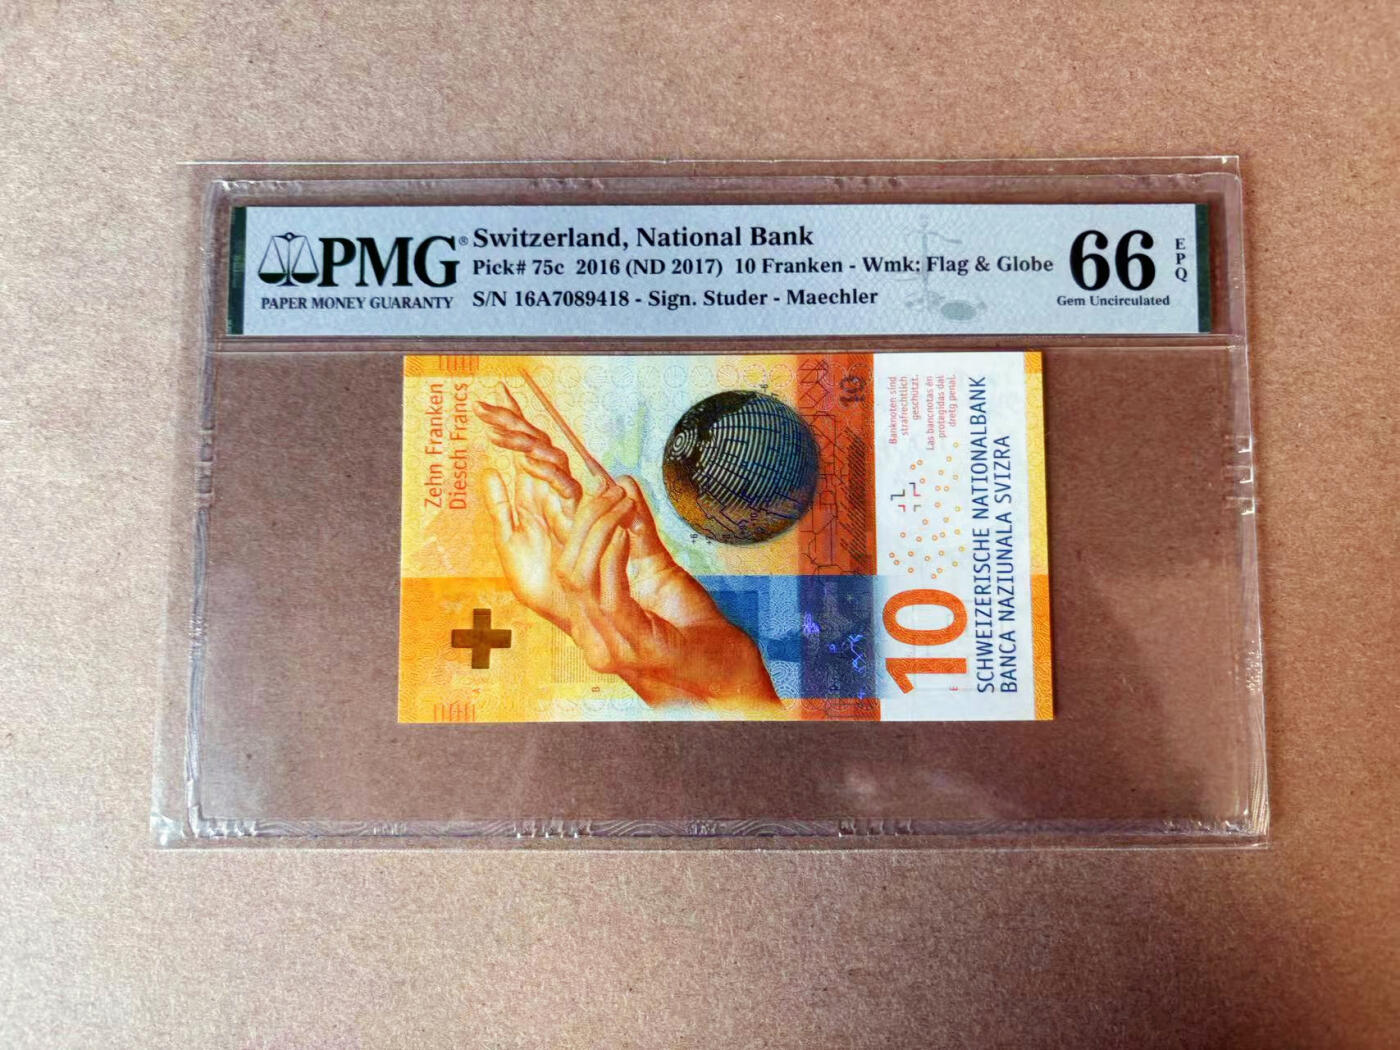 PMG®
PAPER MONEY GUARANTY
Switzerland, National Bank
Pick# 75c 2016 (ND 2017) 10 Franken - Wmk: Flag & Globe
S/N 16A7089418 - Sign. Studer - Maechler
66
Gem Uncirculated
EPQ
Zehn Franken
Diesch Francs
10
Banknoten sind
strafrechtlich
geschützt.
Las bancnotas èn
protegidas dal
dretg penal.
10
SCHWEIZERISCHE NATIONALBANK
BANCA NAZIUNALA SVIZRA
A
B
E